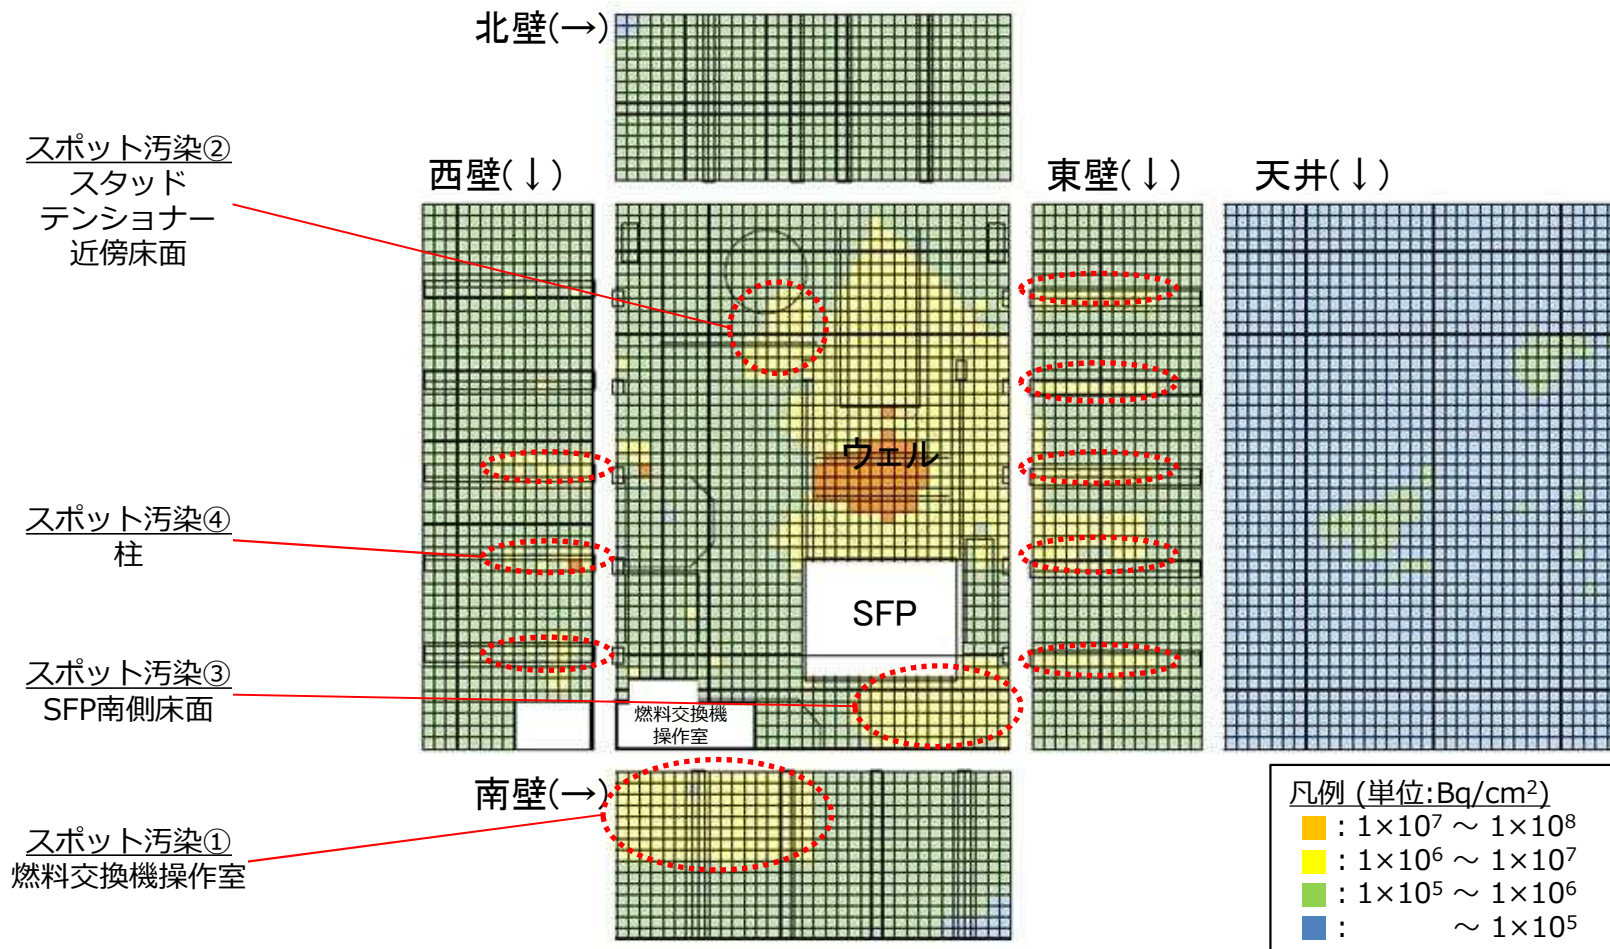 北壁(→)
スポット汚染②
スタッド
テンショナー
近傍床面
西壁(↓)
東壁(↓)
天井(↓)
ウェル
スポット汚染④
柱
SFP
スポット汚染③
SFP南側床面
燃料交換機
操作室
南壁(→)
スポット汚染①
燃料交換機操作室
凡例 (単位:Bq/cm²)
: 1×10⁷ ～ 1×10⁸
: 1×10⁶ ～ 1×10⁷
: 1×10⁵ ～ 1×10⁶
: ～ 1×10⁵